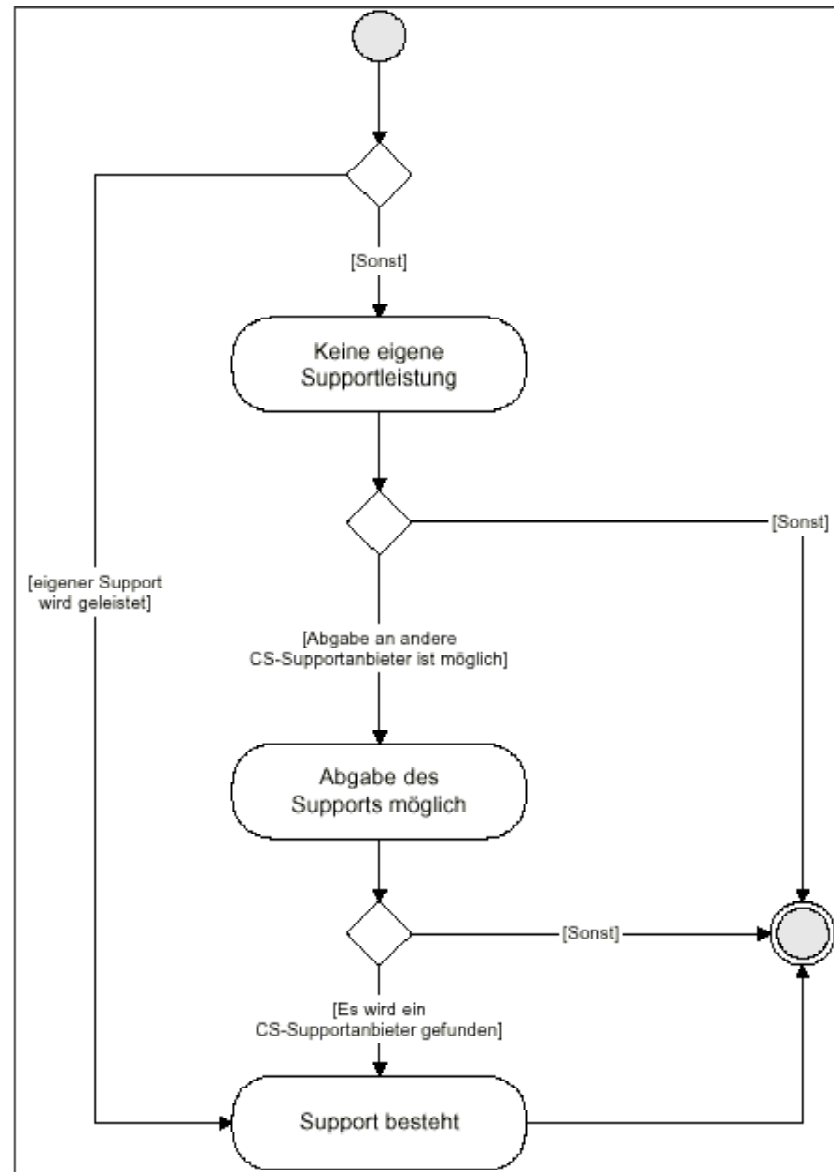 [Sonst]
Keine eigene
Supportleistung
[Sonst]
[eigener Support
wird geleistet]
[Abgabe an andere
CS-Supportanbieter ist möglich]
Abgabe des
Supports möglich
[Sonst]
[Es wird ein
CS-Supportanbieter gefunden]
Support besteht